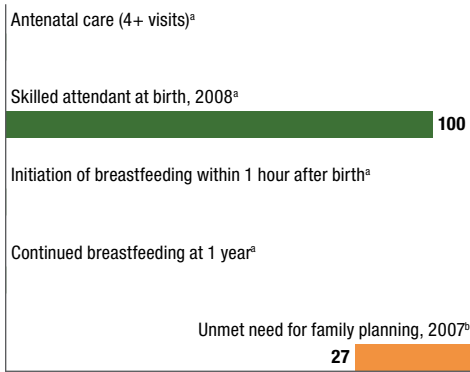 Antenatal care (4+ visits)ᵃ
Skilled attendant at birth, 2008ᵃ
100
Initiation of breastfeeding within 1 hour after birthᵃ
Continued breastfeeding at 1 yearᵃ
Unmet need for family planning, 2007ᵇ
27